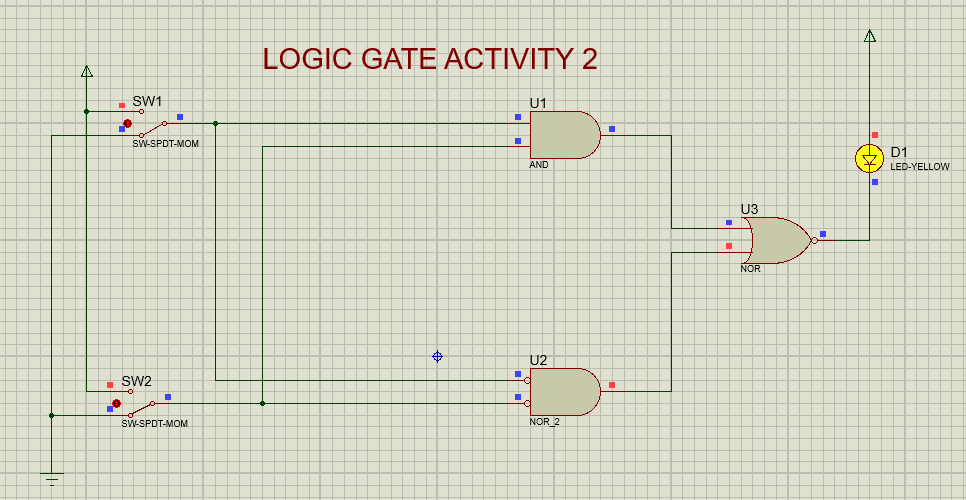 LOGIC GATE ACTIVITY 2
SW1
SW-SPDT-MOM
U1
AND
D1
LED-YELLOW
U3
NOR
SW2
SW-SPDT-MOM
U2
NOR_2